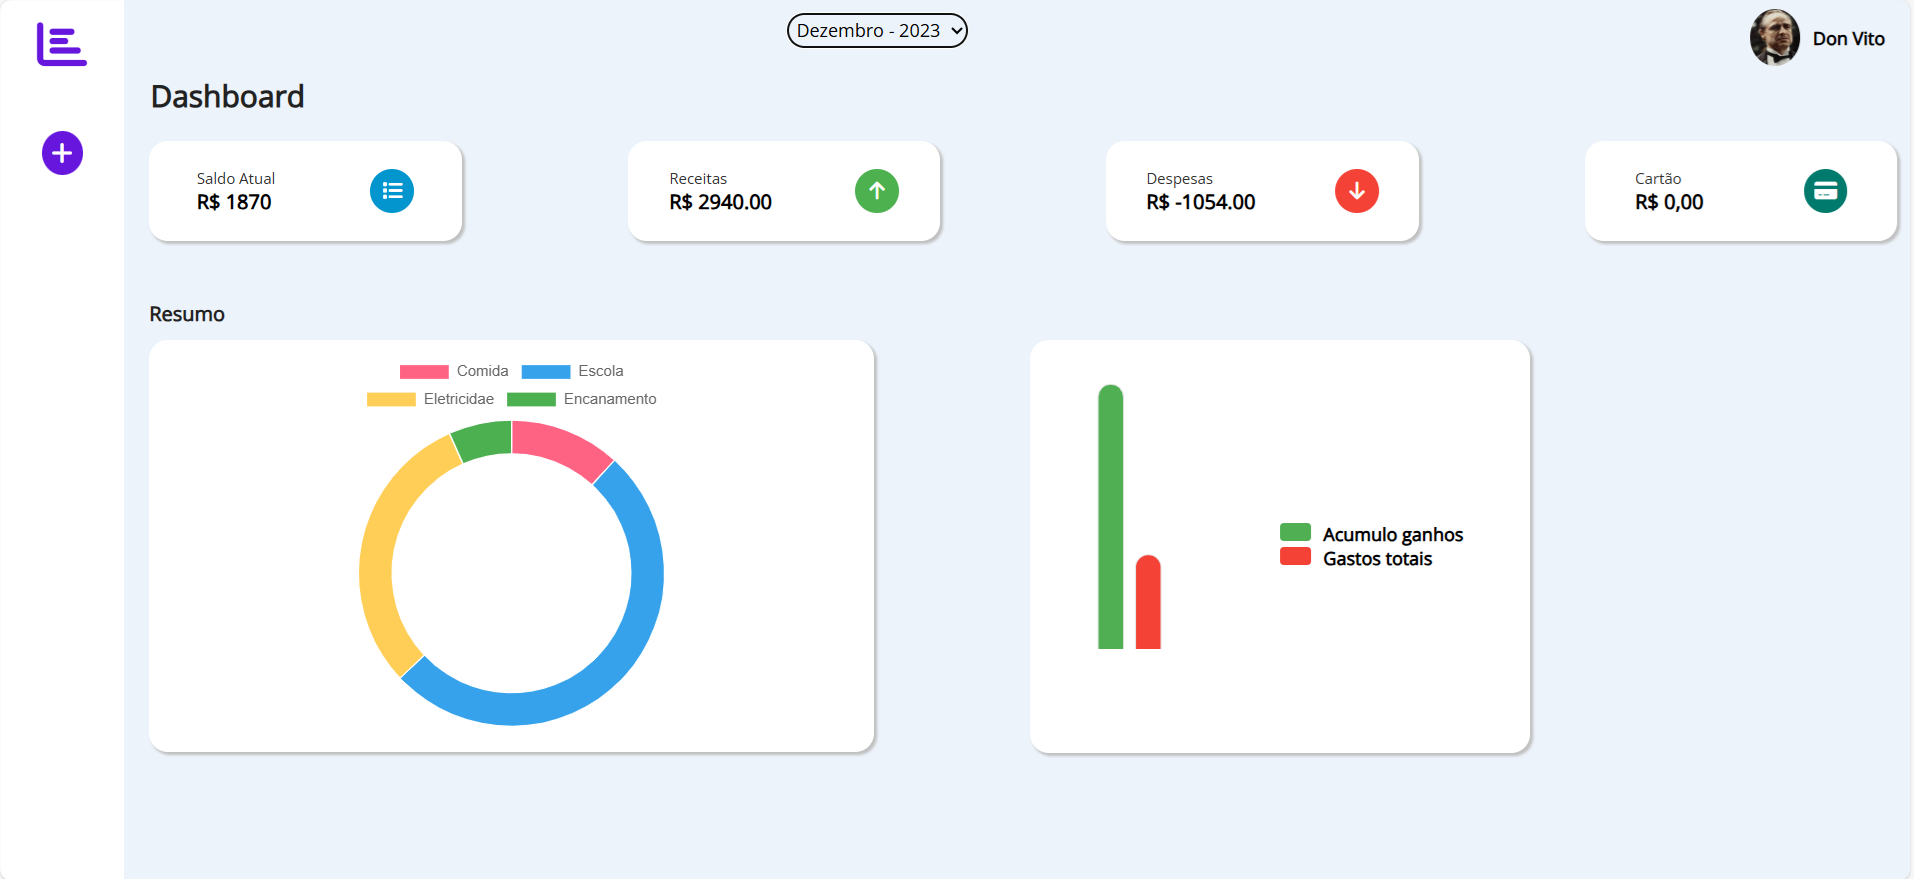 Dezembro - 2023
Don Vito
Dashboard
Saldo Atual
R$ 1870
Receitas
R$ 2940.00
Despesas
R$ -1054.00
Cartão
R$ 0,00
Resumo
Comida Escola
Eletricidae Encanamento
Acumulo ganhos
Gastos totais